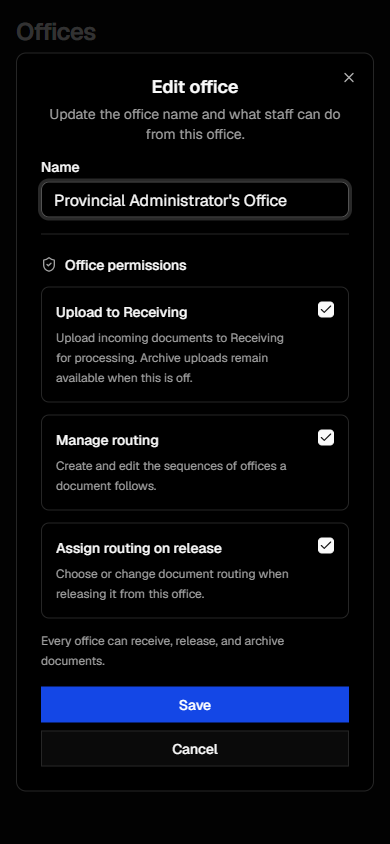 Offices
Edit office
Update the office name and what staff can do
from this office.
Name
Provincial Administrator's Office
Office permissions
Upload to Receiving
Upload incoming documents to Receiving
for processing. Archive uploads remain
available when this is off.
Manage routing
Create and edit the sequences of offices a
document follows.
Assign routing on release
Choose or change document routing when
releasing it from this office.
Every office can receive, release, and archive
documents.
Save
Cancel